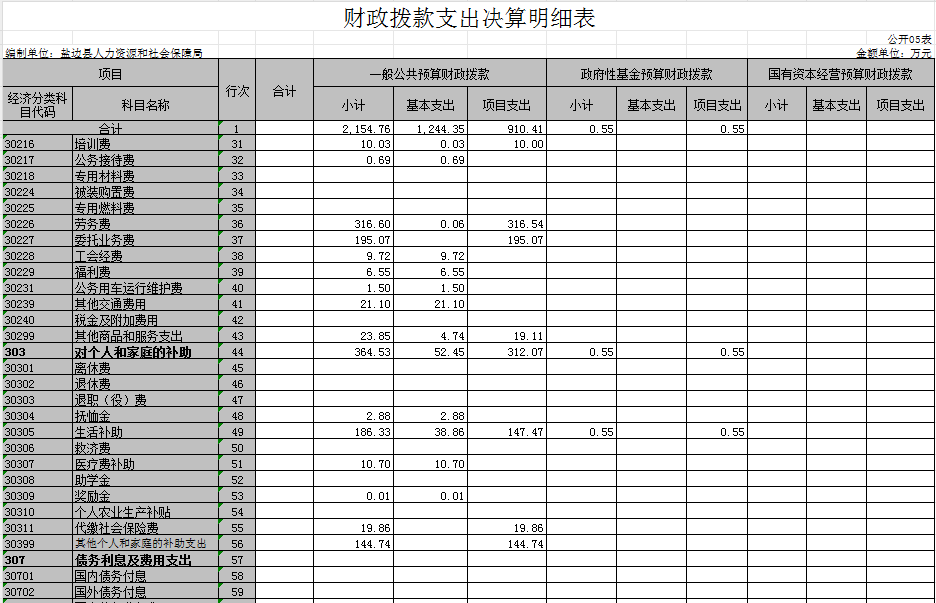 财政拨款支出决算明细表
公开05表
编制单位：盐边县人力资源和社会保障局 金额单位：万元
项目 行次 合计 一般公共预算财政拨款 政府性基金预算财政拨款 国有资本经营预算财政拨款
经济分类科目代码 科目名称 小计 基本支出 项目支出 小计 基本支出 项目支出 小计 基本支出 项目支出
合计 1 2,154.76 1,244.35 910.41 0.55 0.55
30216 培训费 31 10.03 0.03 10.00
30217 公务接待费 32 0.69 0.69
30218 专用材料费 33
30224 被装购置费 34
30225 专用燃料费 35
30226 劳务费 36 316.60 0.06 316.54
30227 委托业务费 37 195.07 195.07
30228 工会经费 38 9.72 9.72
30229 福利费 39 6.55 6.55
30231 公务用车运行维护费 40 1.50 1.50
30239 其他交通费用 41 21.10 21.10
30240 税金及附加费用 42
30299 其他商品和服务支出 43 23.85 4.74 19.11
303 对个人和家庭的补助 44 364.53 52.45 312.07 0.55 0.55
30301 离休费 45
30302 退休费 46
30303 退职（役）费 47
30304 抚恤金 48 2.88 2.88
30305 生活补助 49 186.33 38.86 147.47 0.55 0.55
30306 救济费 50
30307 医疗费补助 51 10.70 10.70
30308 助学金 52
30309 奖励金 53 0.01 0.01
30310 个人农业生产补贴 54
30311 代缴社会保险费 55 19.86 19.86
30399 其他个人和家庭的补助支出 56 144.74 144.74
307 债务利息及费用支出 57
30701 国内债务付息 58
30702 国外债务付息 59